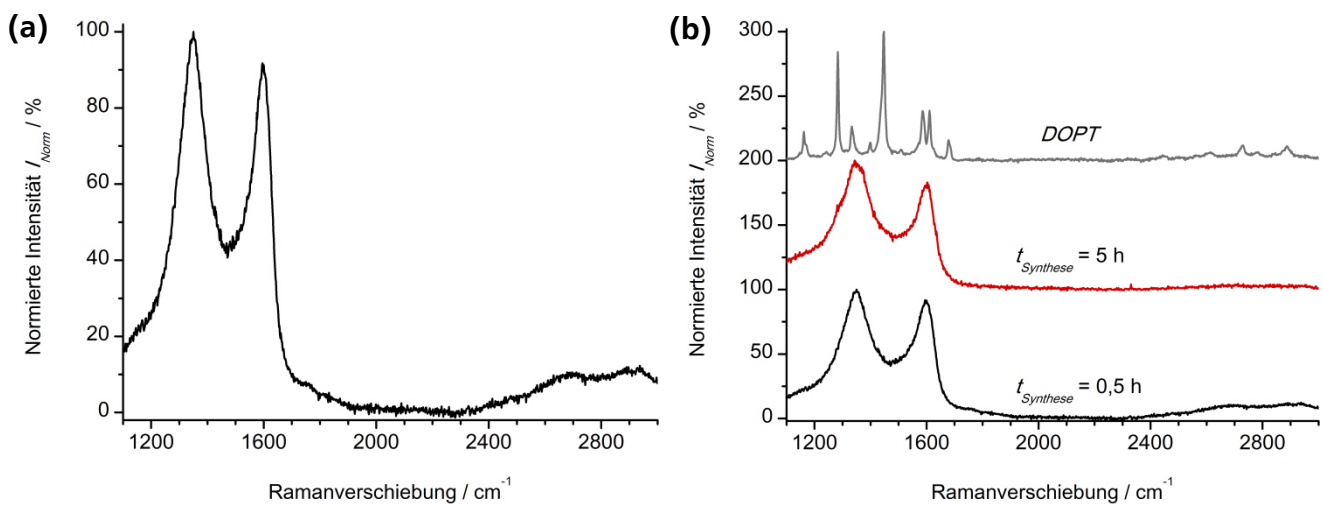 (a)
Normierte Intensität I_Norm / %
100
80
60
40
20
0
1200 1600 2000 2400 2800
Ramanverschiebung / cm⁻¹
(b)
Normierte Intensität I_Norm / %
300
250
200
150
100
50
0
DOPT
t_Synthese = 5 h
t_Synthese = 0,5 h
1200 1600 2000 2400 2800
Ramanverschiebung / cm⁻¹